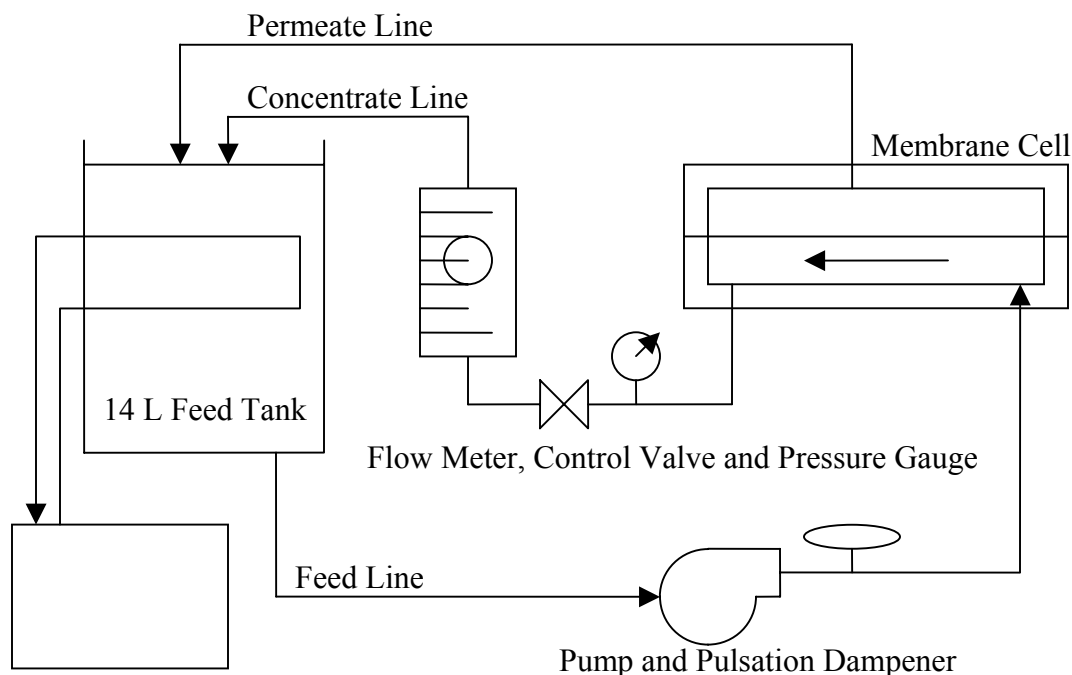 Permeate Line
Concentrate Line
Membrane Cell
14 L Feed Tank
Flow Meter, Control Valve and Pressure Gauge
Feed Line
Pump and Pulsation Dampener